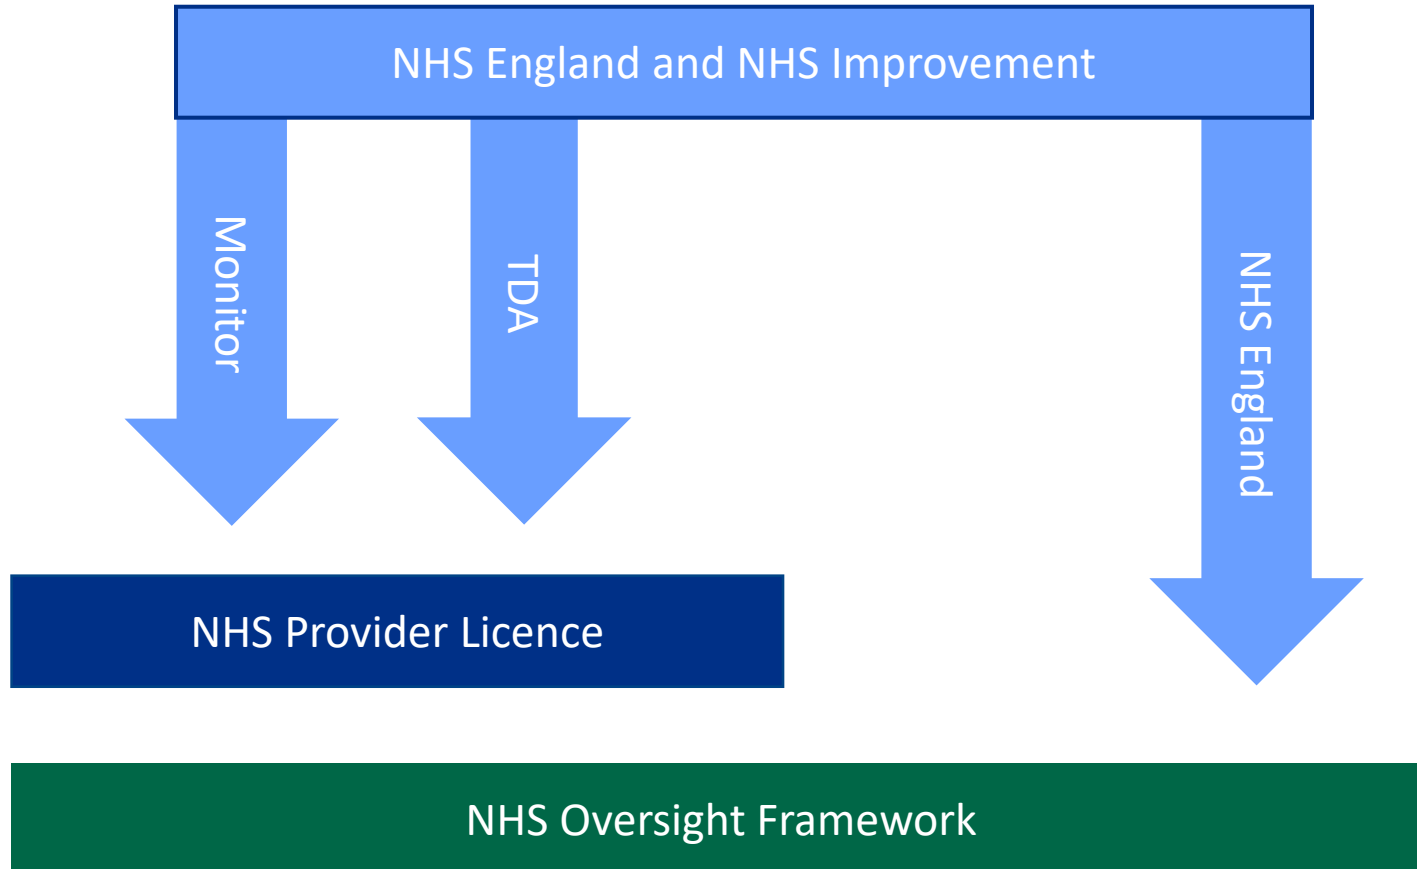 NHS England and NHS Improvement
Monitor
TDA
NHS England
NHS Provider Licence
NHS Oversight Framework